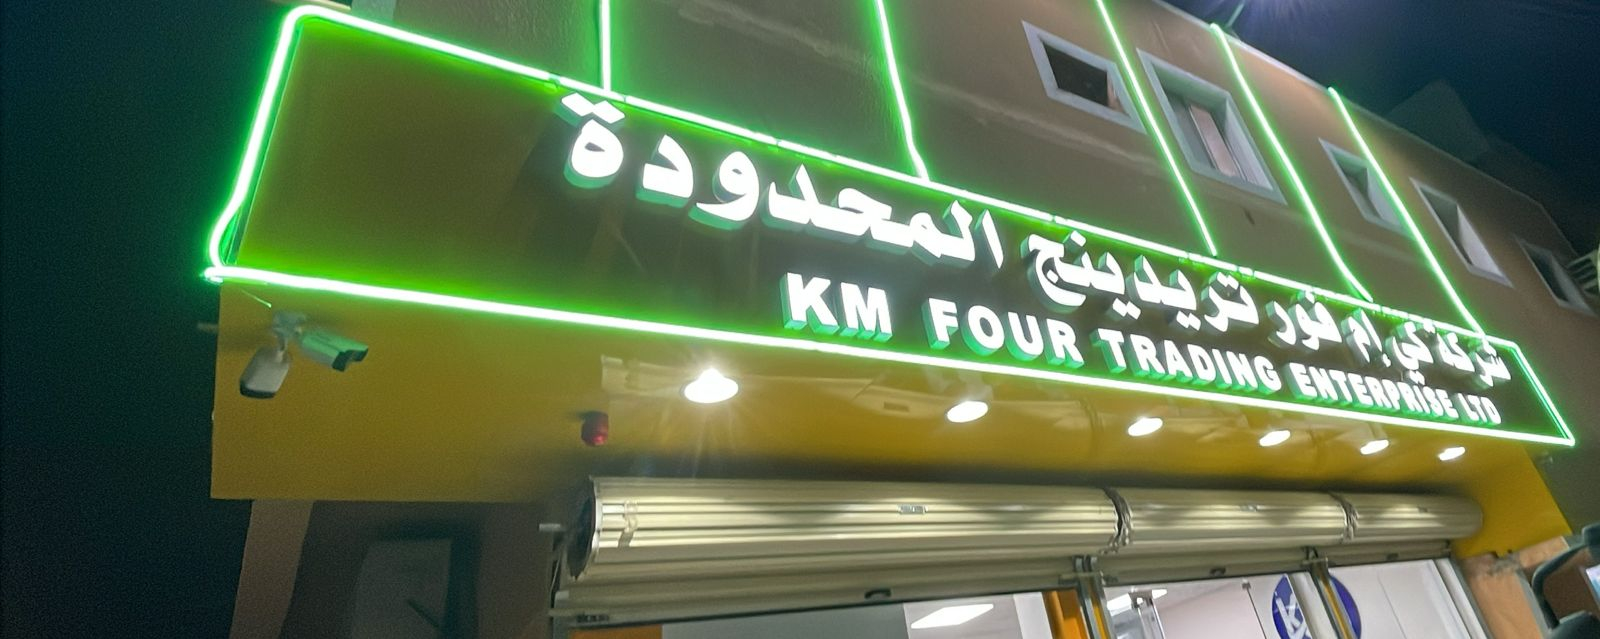 شركة كي إم فور تريدينج المحدودة
KM FOUR TRADING ENTERPRISE LTD